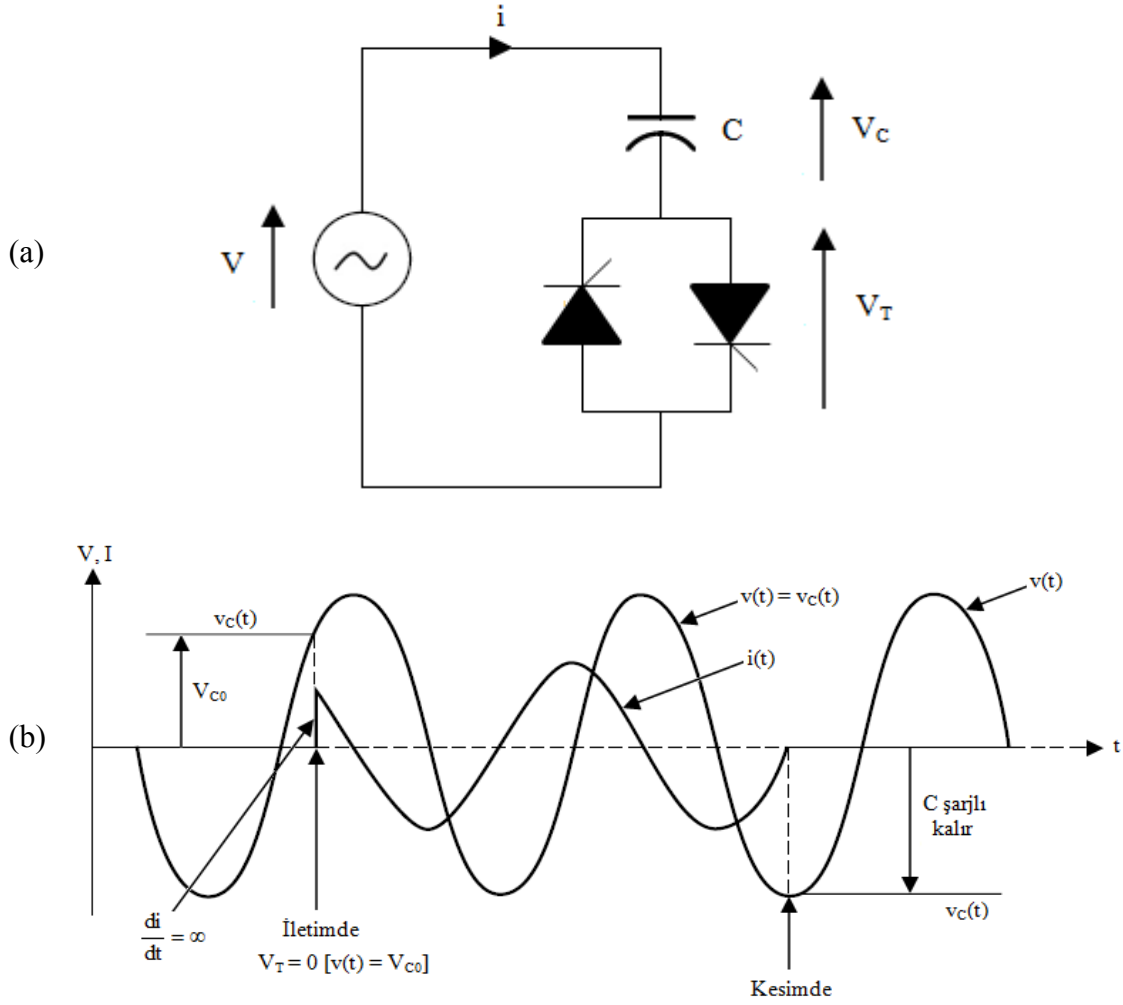 i
C
V_C
(a)
V
V_T
V, I
v_C(t)
v(t) = v_C(t)
v(t)
i(t)
V_C0
(b)
t
C şarjlı
kalır
di/dt = ∞
İletimde
V_T = 0 [v(t) = V_C0]
v_C(t)
Kesimde